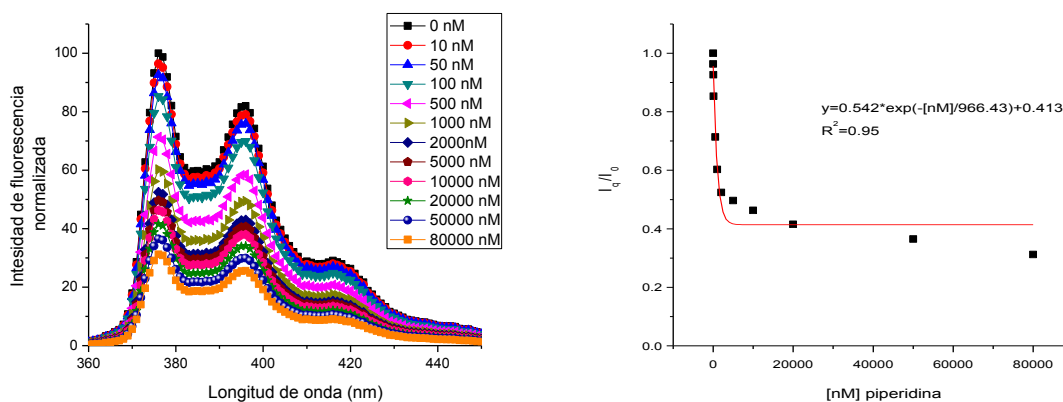 Intesidad de fluorescencia
normalizada
100
80
60
40
20
0
360
380
400
420
440
Longitud de onda (nm)
0 nM
10 nM
50 nM
100 nM
500 nM
1000 nM
2000nM
5000 nM
10000 nM
20000 nM
50000 nM
80000 nM
I_q/I_0
1.0
0.8
0.6
0.4
0.2
0.0
y=0.542*exp(-[nM]/966.43)+0.413
R²=0.95
0
20000
40000
60000
80000
[nM] piperidina